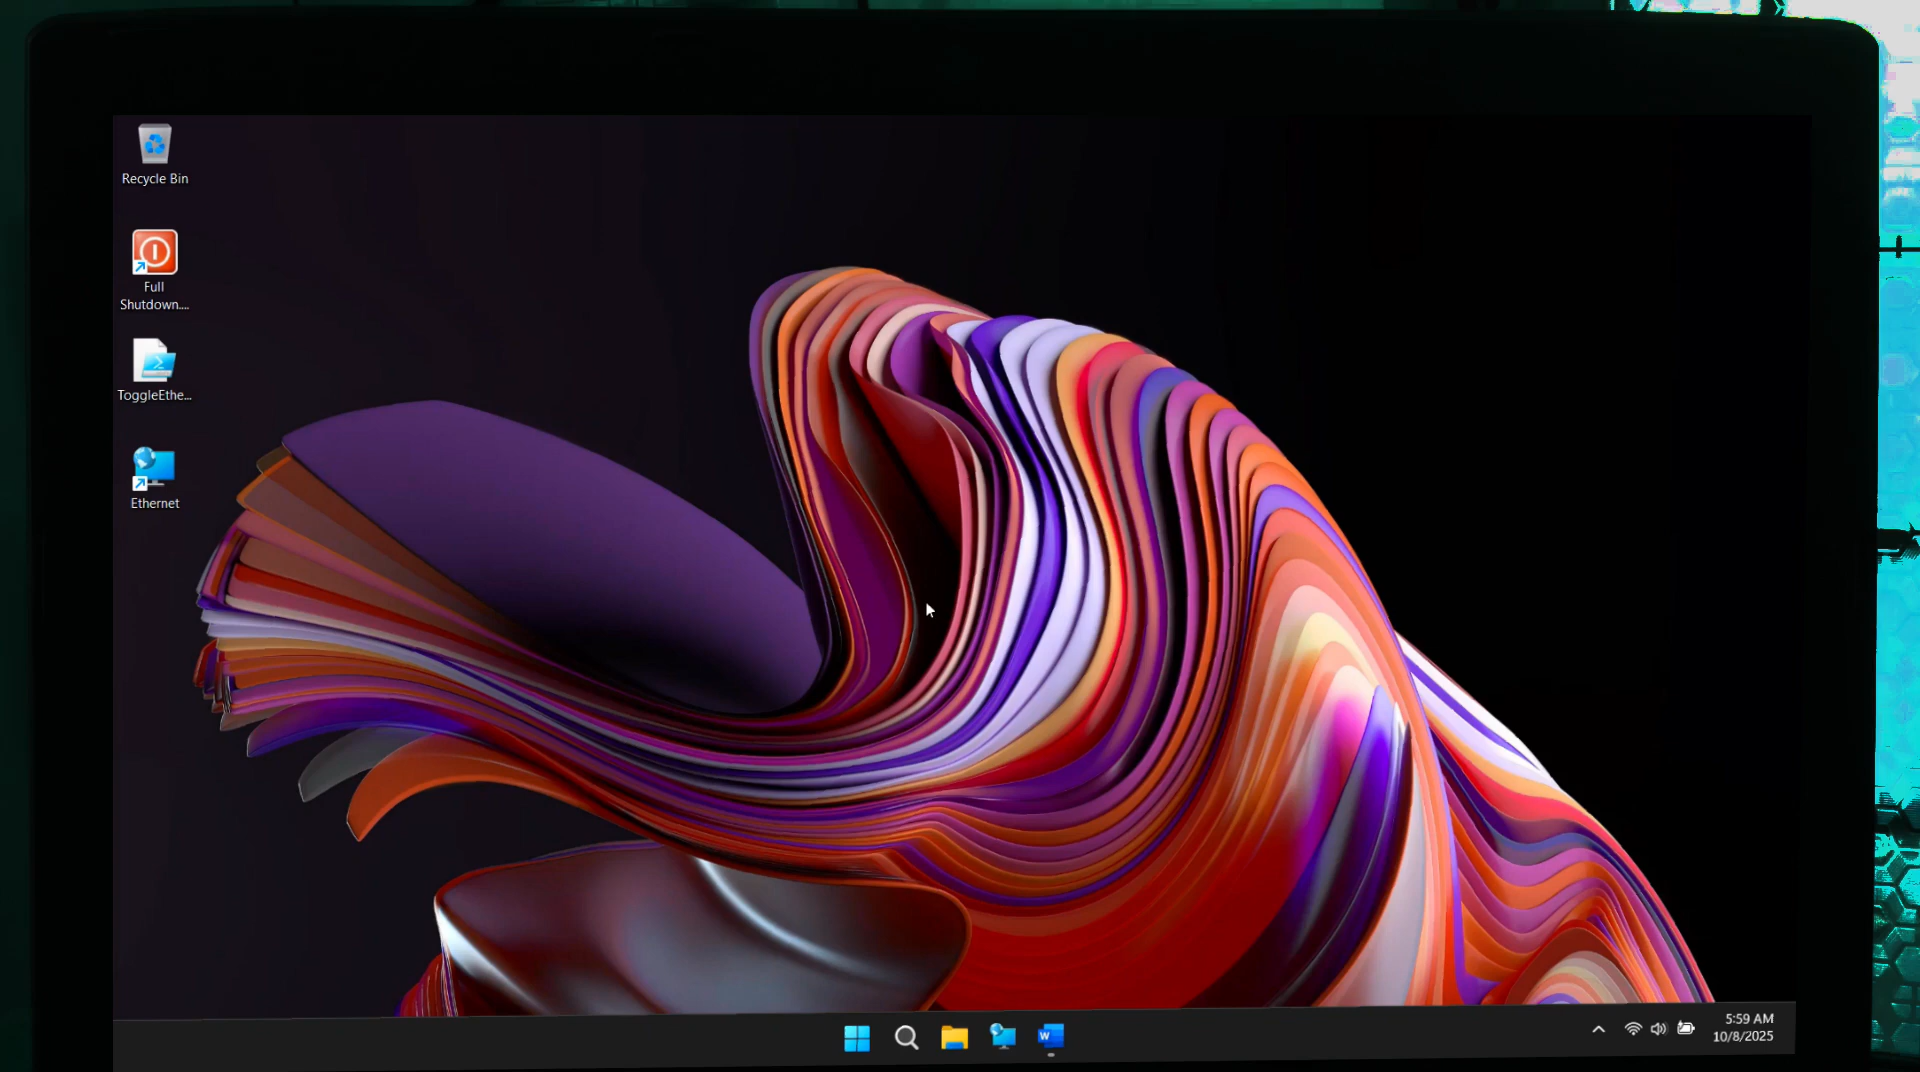 Recycle Bin
Full
Shutdown....
ToggleEthe...
Ethernet
W
5:59 AM
10/8/2025